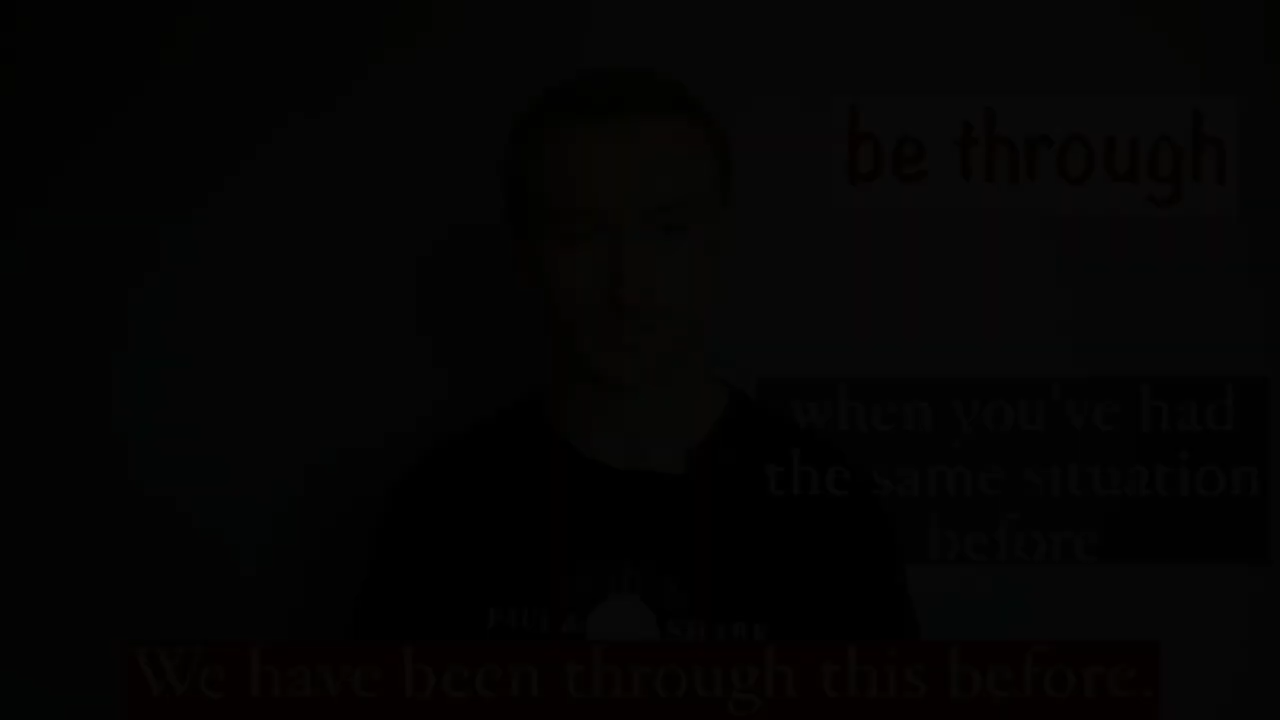 be through
when you've had
the same situation
before
We have been through this before.